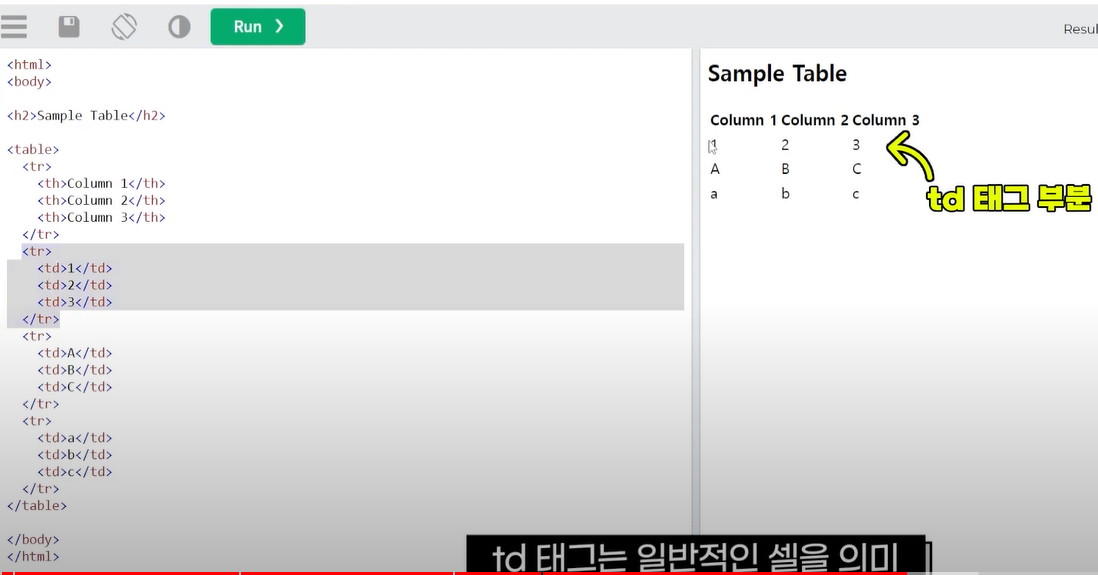 Run ❯
Resul
<html>
<body>
<h2>Sample Table</h2>
<table>
<tr>
<th>Column 1</th>
<th>Column 2</th>
<th>Column 3</th>
</tr>
<tr>
<td>1</td>
<td>2</td>
<td>3</td>
</tr>
<tr>
<td>A</td>
<td>B</td>
<td>C</td>
</tr>
<tr>
<td>a</td>
<td>b</td>
<td>c</td>
</tr>
</table>
</body>
</html>
Sample Table
Column 1 Column 2 Column 3
1 2 3
A B C
a b c
td 태그 부분
td 태그는 일반적인 셀을 의미